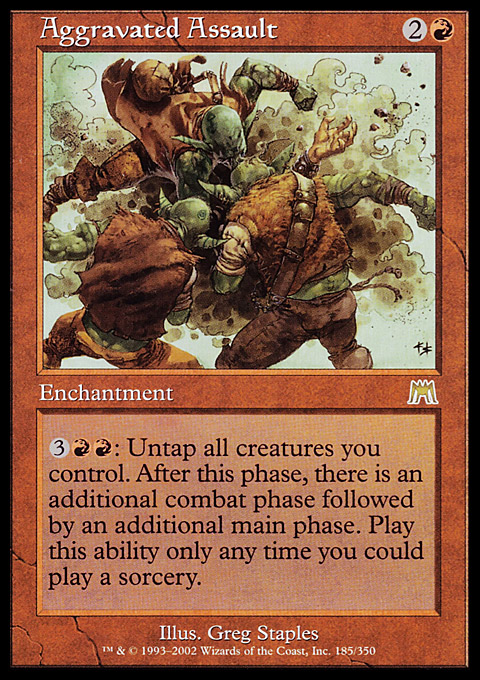 Aggravated Assault 2
Enchantment
3: Untap all creatures you
control. After this phase, there is an
additional combat phase followed
by an additional main phase. Play
this ability only any time you could
play a sorcery.
Illus. Greg Staples
™ & © 1993–2002 Wizards of the Coast, Inc. 185/350